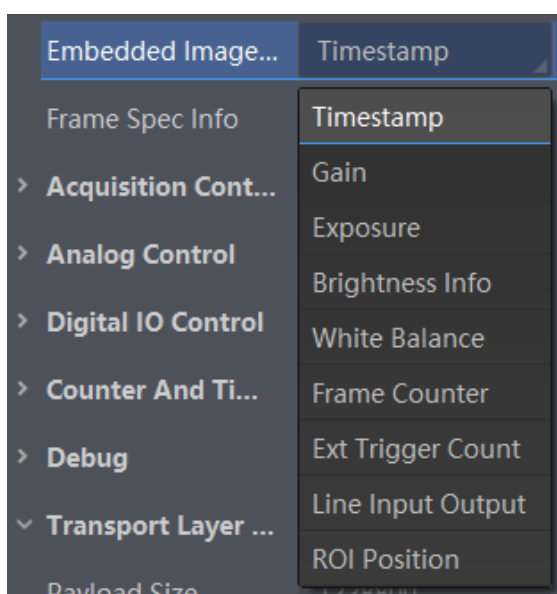 Embedded Image... Timestamp
Frame Spec Info Timestamp
Gain
> Acquisition Cont...
Exposure
> Analog Control
Brightness Info
> Digital IO Control
White Balance
> Counter And Ti...
Frame Counter
> Debug
Ext Trigger Count
Line Input Output
Transport Layer ...
ROI Position
Payload Size